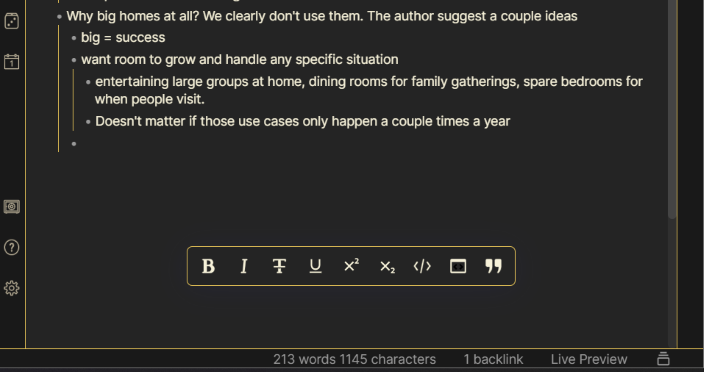 Why big homes at all? We clearly don't use them. The author suggest a couple ideas
big = success
want room to grow and handle any specific situation
entertaining large groups at home, dining rooms for family gatherings, spare bedrooms for
when people visit.
Doesn't matter if those use cases only happen a couple times a year
B I T U ×² ×₂ </> "
213 words 1145 characters 1 backlink Live Preview